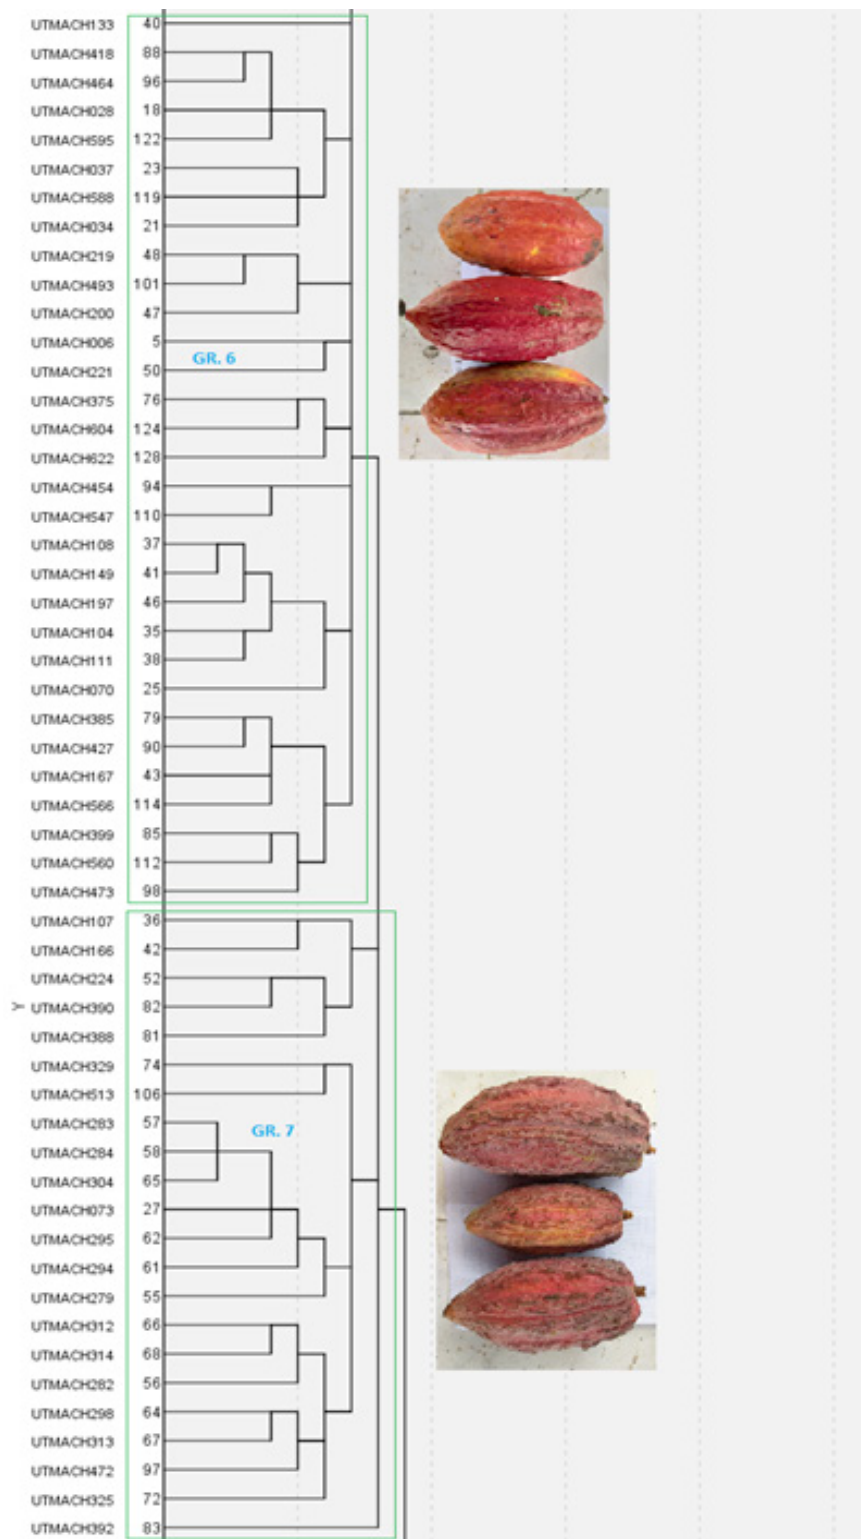 UTMACH133 40
UTMACH418 88
UTMACH464 96
UTMACH028 18
UTMACH595 122
UTMACH037 23
UTMACH588 119
UTMACH034 21
UTMACH219 48
UTMACH493 101
UTMACH200 47
UTMACH006 5
GR. 6
UTMACH221 50
UTMACH375 76
UTMACH604 124
UTMACH622 128
UTMACH454 94
UTMACH547 110
UTMACH108 37
UTMACH149 41
UTMACH197 46
UTMACH104 35
UTMACH111 38
UTMACH070 25
UTMACH385 79
UTMACH427 90
UTMACH167 43
UTMACH566 114
UTMACH399 85
UTMACH560 112
UTMACH473 98
UTMACH107 36
UTMACH166 42
UTMACH224 52
Y UTMACH390 82
UTMACH388 81
UTMACH329 74
UTMACH513 106
UTMACH283 57
GR. 7
UTMACH284 58
UTMACH304 65
UTMACH073 27
UTMACH295 62
UTMACH294 61
UTMACH279 55
UTMACH312 66
UTMACH314 68
UTMACH282 56
UTMACH298 64
UTMACH313 67
UTMACH472 97
UTMACH325 72
UTMACH392 83